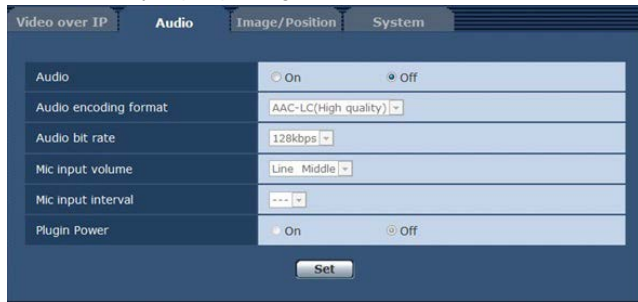 Video over IP Audio Image/Position System
Audio On Off
Audio encoding format AAC-LC(High quality)
Audio bit rate 128kbps
Mic input volume Line Middle
Mic input interval ---
Plugin Power On Off
Set